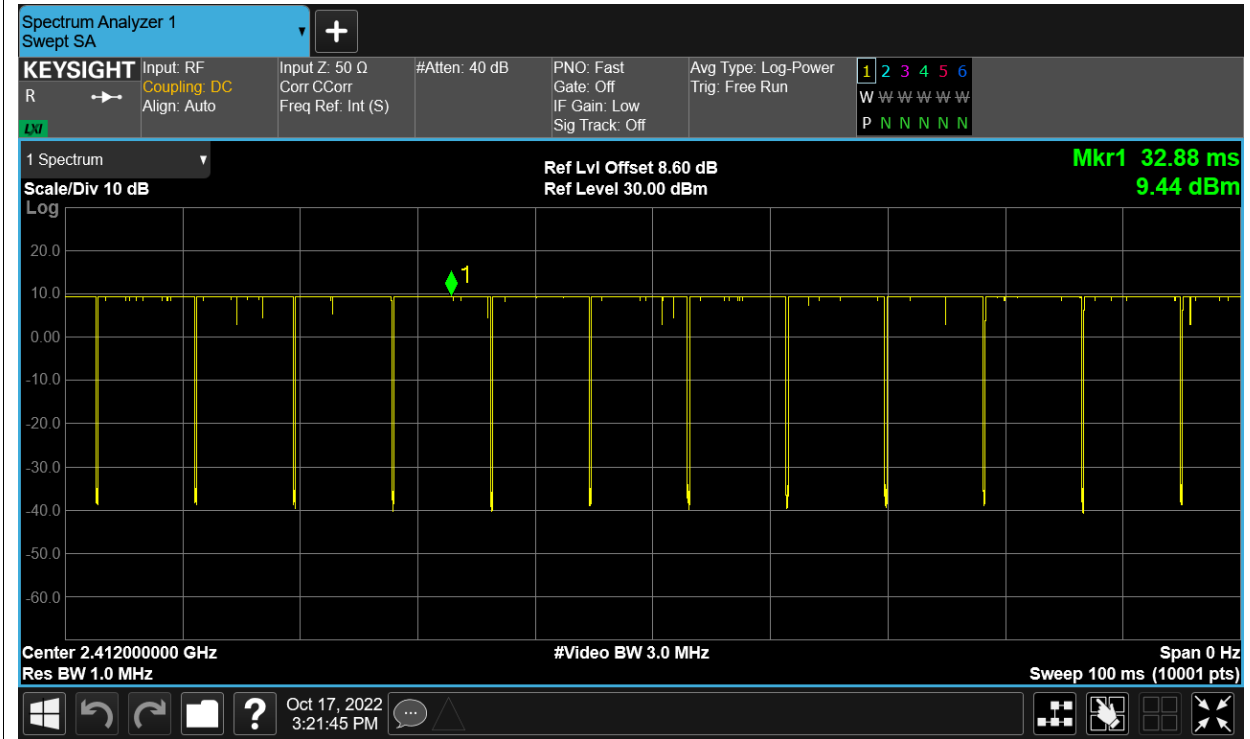 Spectrum Analyzer 1
Swept SA
KEYSIGHT
R
LXI
Input: RF
Coupling: DC
Align: Auto
Input Z: 50 Ω
Corr CCorr
Freq Ref: Int (S)
#Atten: 40 dB
PNO: Fast
Gate: Off
IF Gain: Low
Sig Track: Off
Avg Type: Log-Power
Trig: Free Run
1 2 3 4 5 6
W W W W W W
P N N N N N
1 Spectrum
Scale/Div 10 dB
Log
Ref Lvl Offset 8.60 dB
Ref Level 30.00 dBm
Mkr1 32.88 ms
9.44 dBm
20.0
10.0
0.00
-10.0
-20.0
-30.0
-40.0
-50.0
-60.0
1
Center 2.412000000 GHz
Res BW 1.0 MHz
#Video BW 3.0 MHz
Span 0 Hz
Sweep 100 ms (10001 pts)
?
Oct 17, 2022
3:21:45 PM